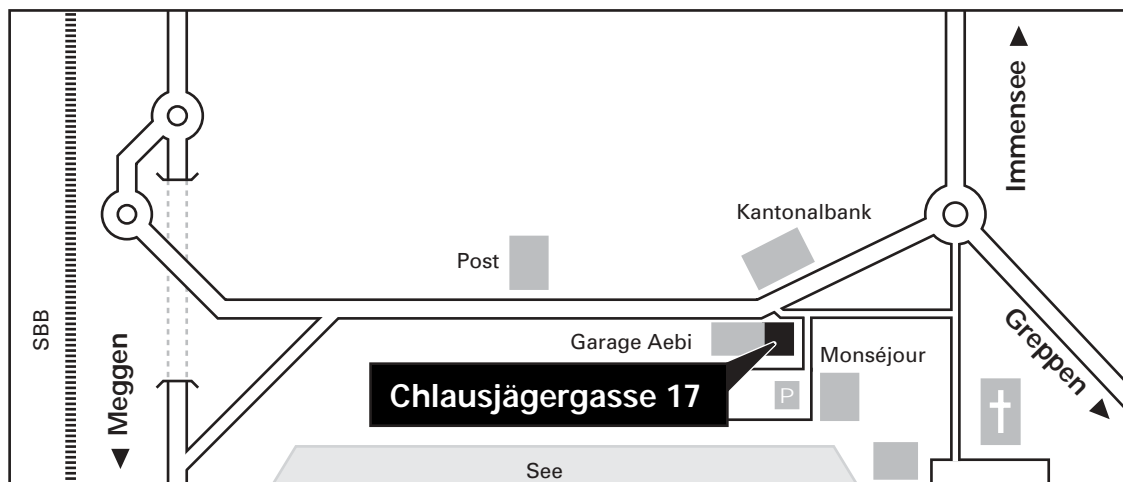 Immensee
Kantonalbank
Post
SBB
Meggen
Garage Aebi
Monséjour
Greppen
Chlausjägergasse 17
P
See